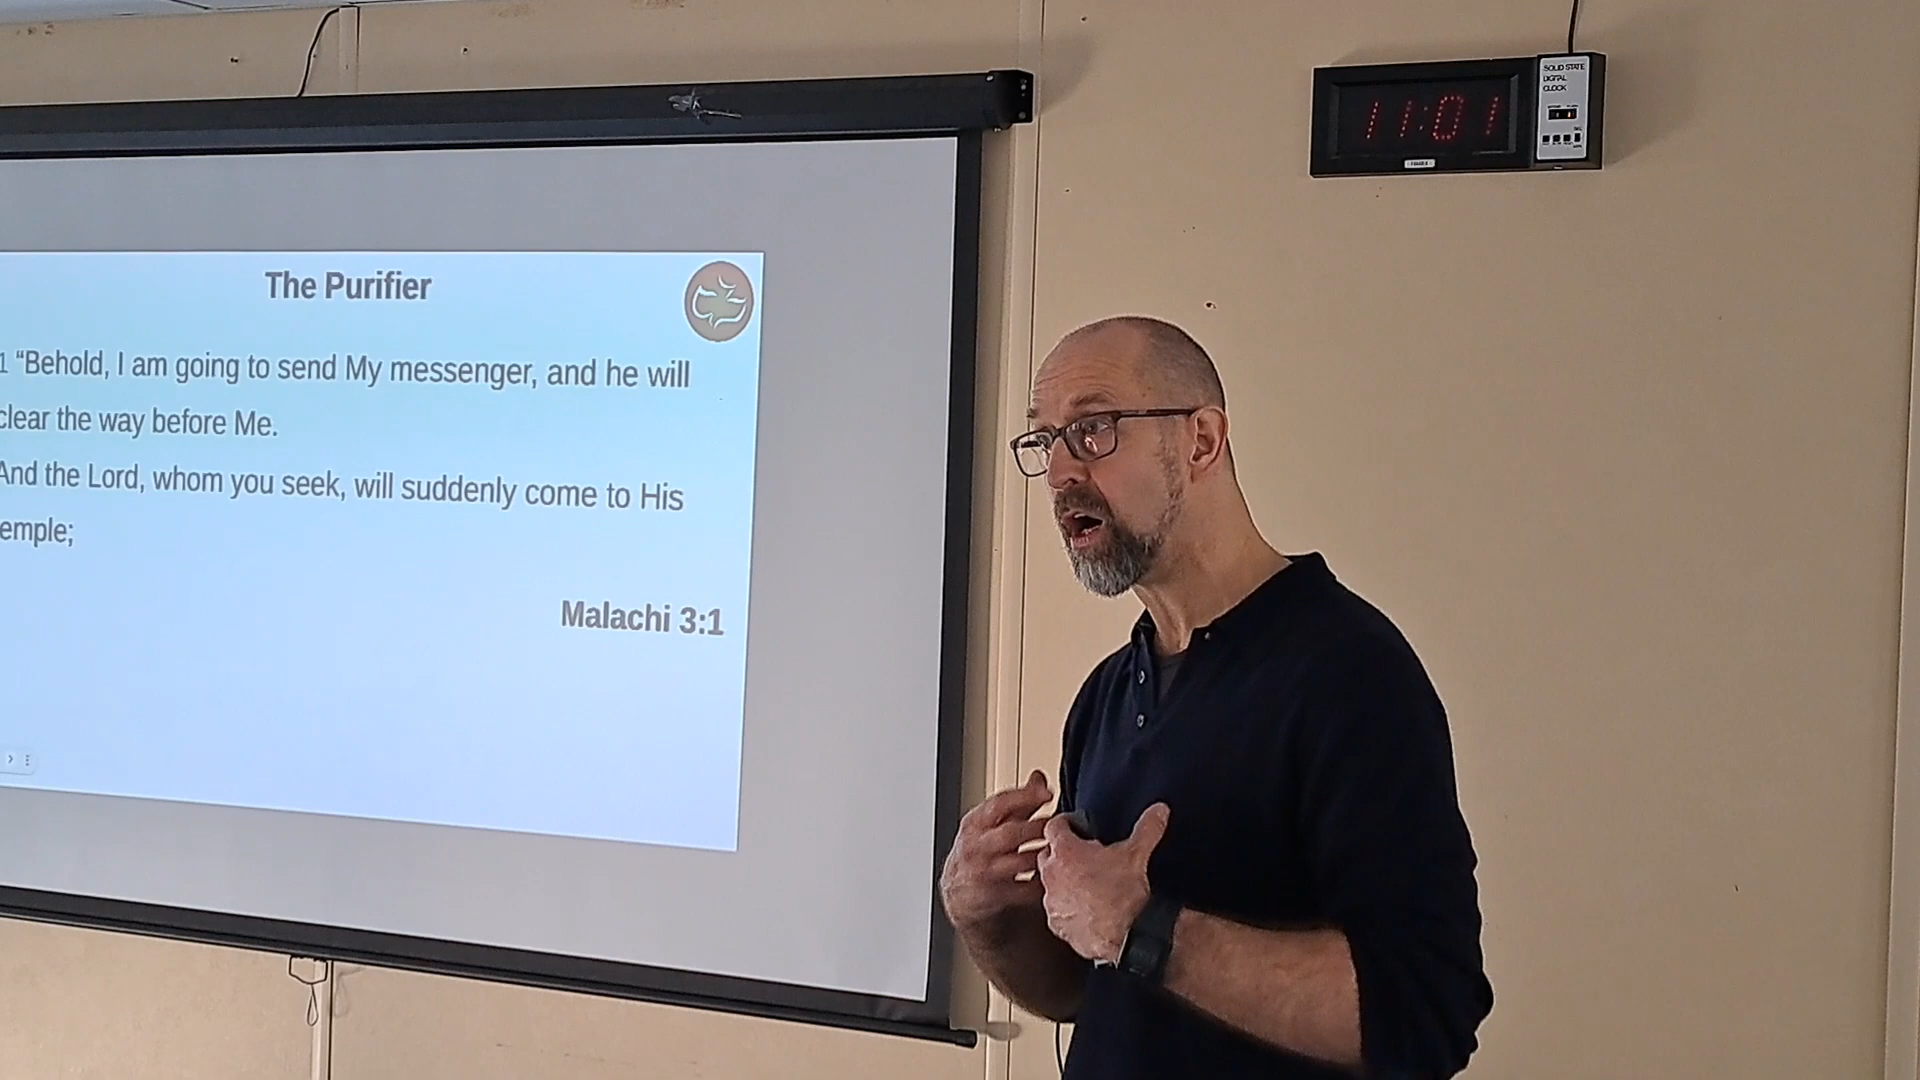 The Purifier
1 “Behold, I am going to send My messenger, and he will
clear the way before Me.
And the Lord, whom you seek, will suddenly come to His
emple;
Malachi 3:1
SOLID STATE
DIGITAL
CLOCK
11:01